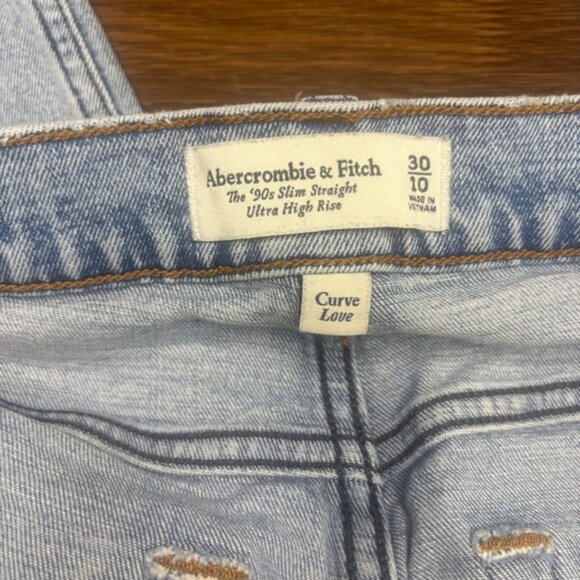 Abercrombie & Fitch
The '90s Slim Straight
Ultra High Rise
30
10
MADE IN
VIETNAM
Curve
Love